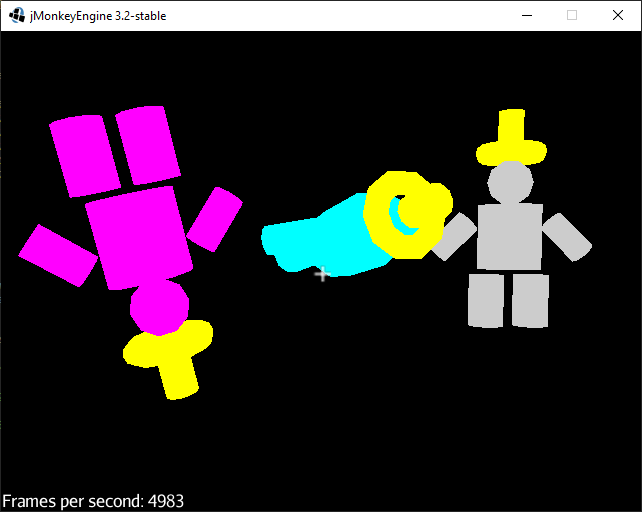 jMonkeyEngine 3.2-stable
Frames per second: 4983